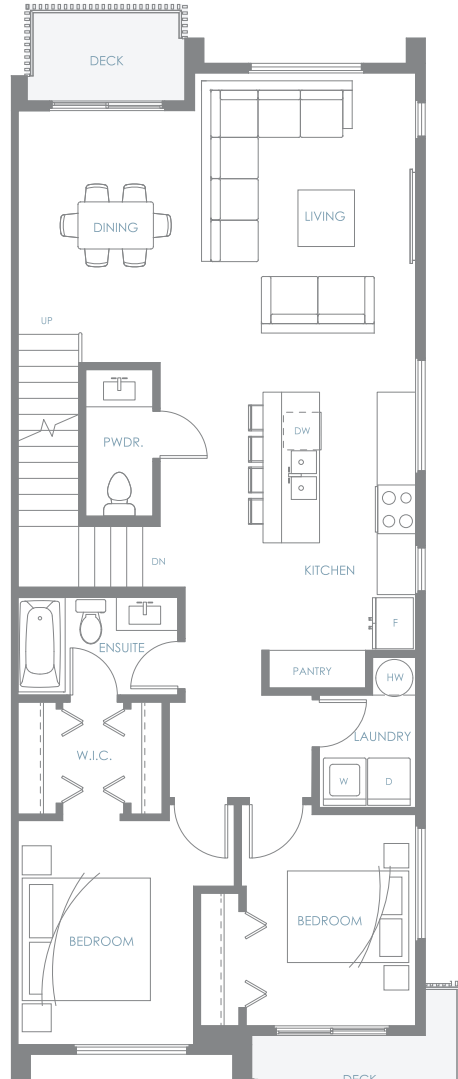 DECK
DINING
LIVING
UP
DW
PWDR.
DN
KITCHEN
F
ENSUITE
PANTRY
HW
LAUNDRY
W.I.C.
W
D
BEDROOM
BEDROOM
DECK